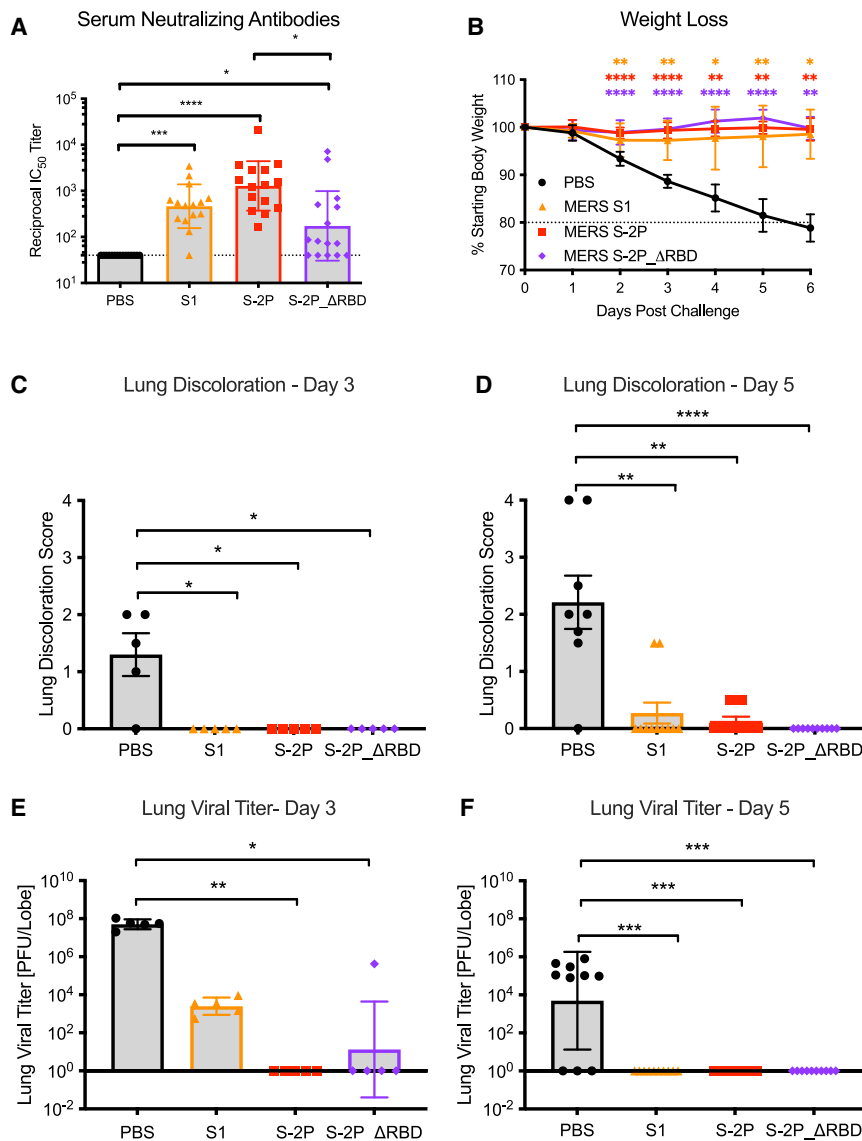 A
Serum Neutralizing Antibodies
*
*
****
***
Reciprocal IC50 Titer
10^5
10^4
10^3
10^2
10^1
PBS
S1
S-2P
S-2P_ΔRBD
B
Weight Loss
** ** * ** *
**** **** ** ** **
**** **** **** **** **
% Starting Body Weight
110
100
90
80
70
PBS
MERS S1
MERS S-2P
MERS S-2P_ΔRBD
0 1 2 3 4 5 6
Days Post Challenge
C
Lung Discoloration - Day 3
*
*
*
Lung Discoloration Score
4
3
2
1
0
PBS
S1
S-2P
S-2P_ΔRBD
D
Lung Discoloration - Day 5
****
**
**
Lung Discoloration Score
4
3
2
1
0
PBS
S1
S-2P
S-2P_ΔRBD
E
Lung Viral Titer- Day 3
*
**
Lung Viral Titer [PFU/Lobe]
10^10
10^8
10^6
10^4
10^2
10^0
10^-2
PBS
S1
S-2P
S-2P ΔRBD
F
Lung Viral Titer - Day 5
***
***
***
Lung Viral Titer [PFU/Lobe]
10^10
10^8
10^6
10^4
10^2
10^0
10^-2
PBS
S1
S-2P
S-2P_ΔRBD